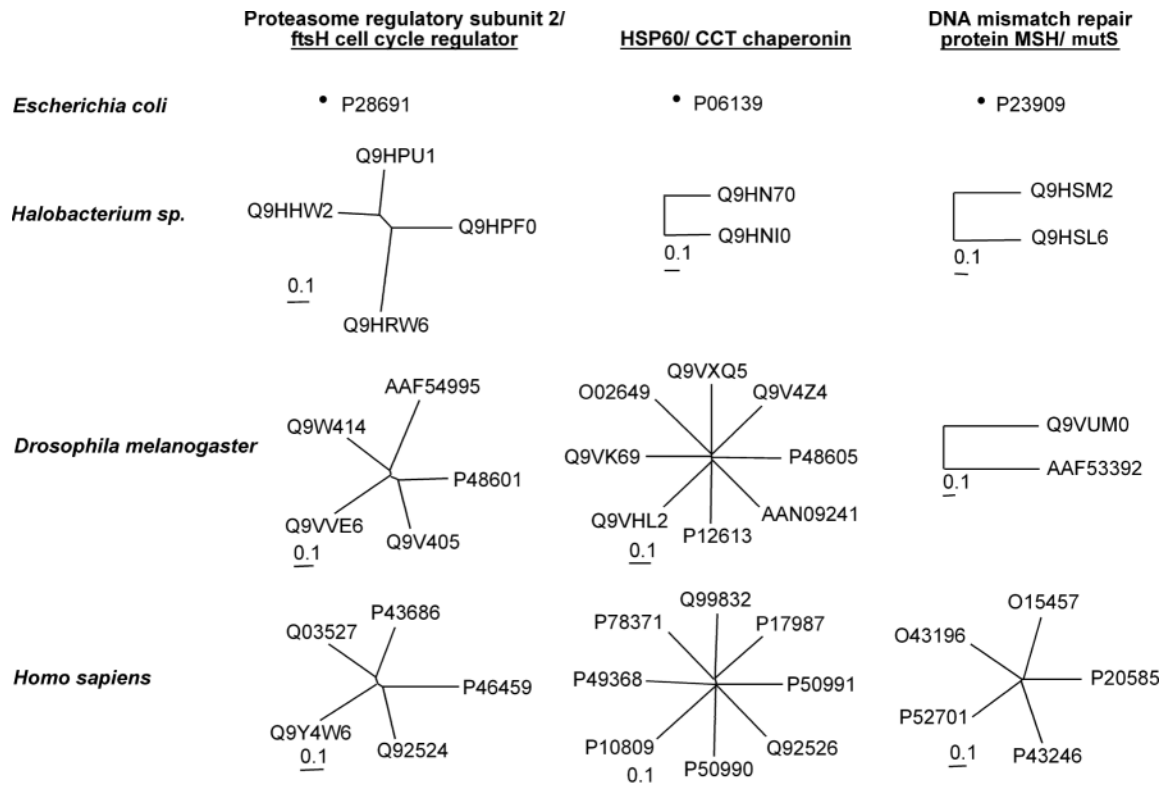 Proteasome regulatory subunit 2/
ftsH cell cycle regulator
HSP60/ CCT chaperonin
DNA mismatch repair
protein MSH/ mutS
Escherichia coli
P28691
P06139
P23909
Halobacterium sp.
Q9HPU1
Q9HHW2
Q9HPF0
0.1
Q9HRW6
Q9HN70
Q9HNI0
0.1
Q9HSM2
Q9HSL6
0.1
Drosophila melanogaster
AAF54995
Q9W414
P48601
Q9VVE6
Q9V405
0.1
Q9VXQ5
O02649
Q9V4Z4
Q9VK69
P48605
Q9VHL2
AAN09241
P12613
0.1
Q9VUM0
AAF53392
0.1
Homo sapiens
P43686
Q03527
P46459
Q9Y4W6
Q92524
0.1
Q99832
P78371
P17987
P49368
P50991
P10809
Q92526
P50990
0.1
O15457
O43196
P20585
P52701
P43246
0.1